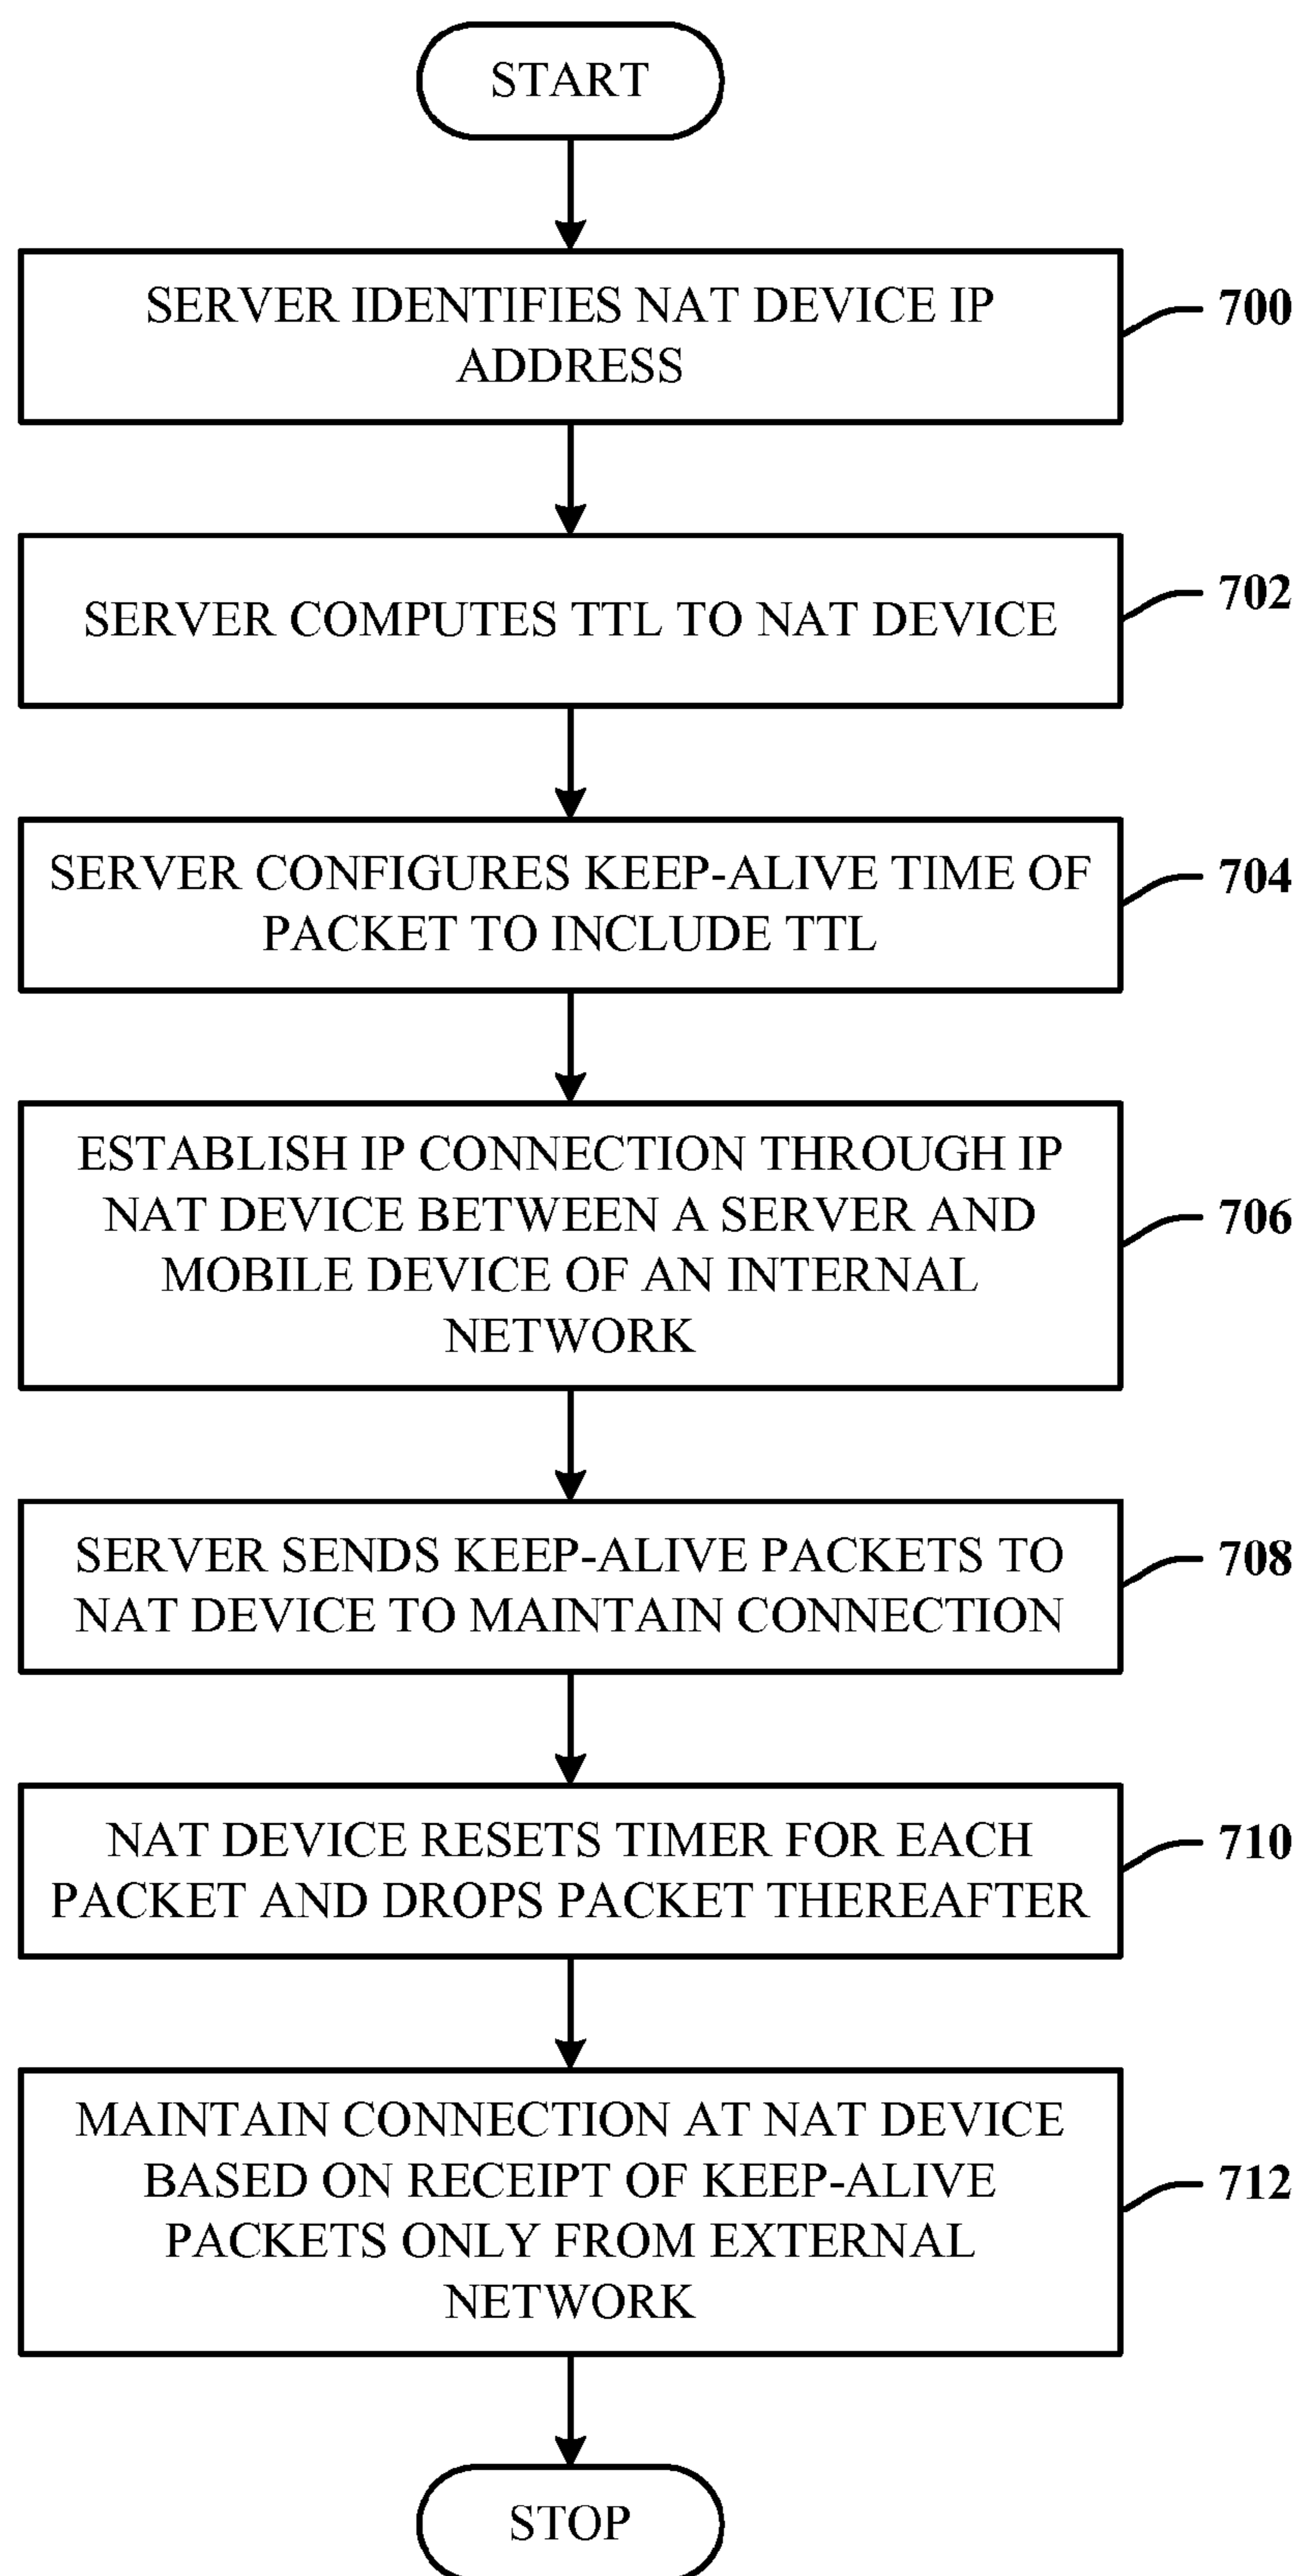 START
SERVER IDENTIFIES NAT DEVICE IP
ADDRESS
700
SERVER COMPUTES TTL TO NAT DEVICE
702
SERVER CONFIGURES KEEP-ALIVE TIME OF
PACKET TO INCLUDE TTL
704
ESTABLISH IP CONNECTION THROUGH IP
NAT DEVICE BETWEEN A SERVER AND
MOBILE DEVICE OF AN INTERNAL
NETWORK
706
SERVER SENDS KEEP-ALIVE PACKETS TO
NAT DEVICE TO MAINTAIN CONNECTION
708
NAT DEVICE RESETS TIMER FOR EACH
PACKET AND DROPS PACKET THEREAFTER
710
MAINTAIN CONNECTION AT NAT DEVICE
BASED ON RECEIPT OF KEEP-ALIVE
PACKETS ONLY FROM EXTERNAL
NETWORK
712
STOP